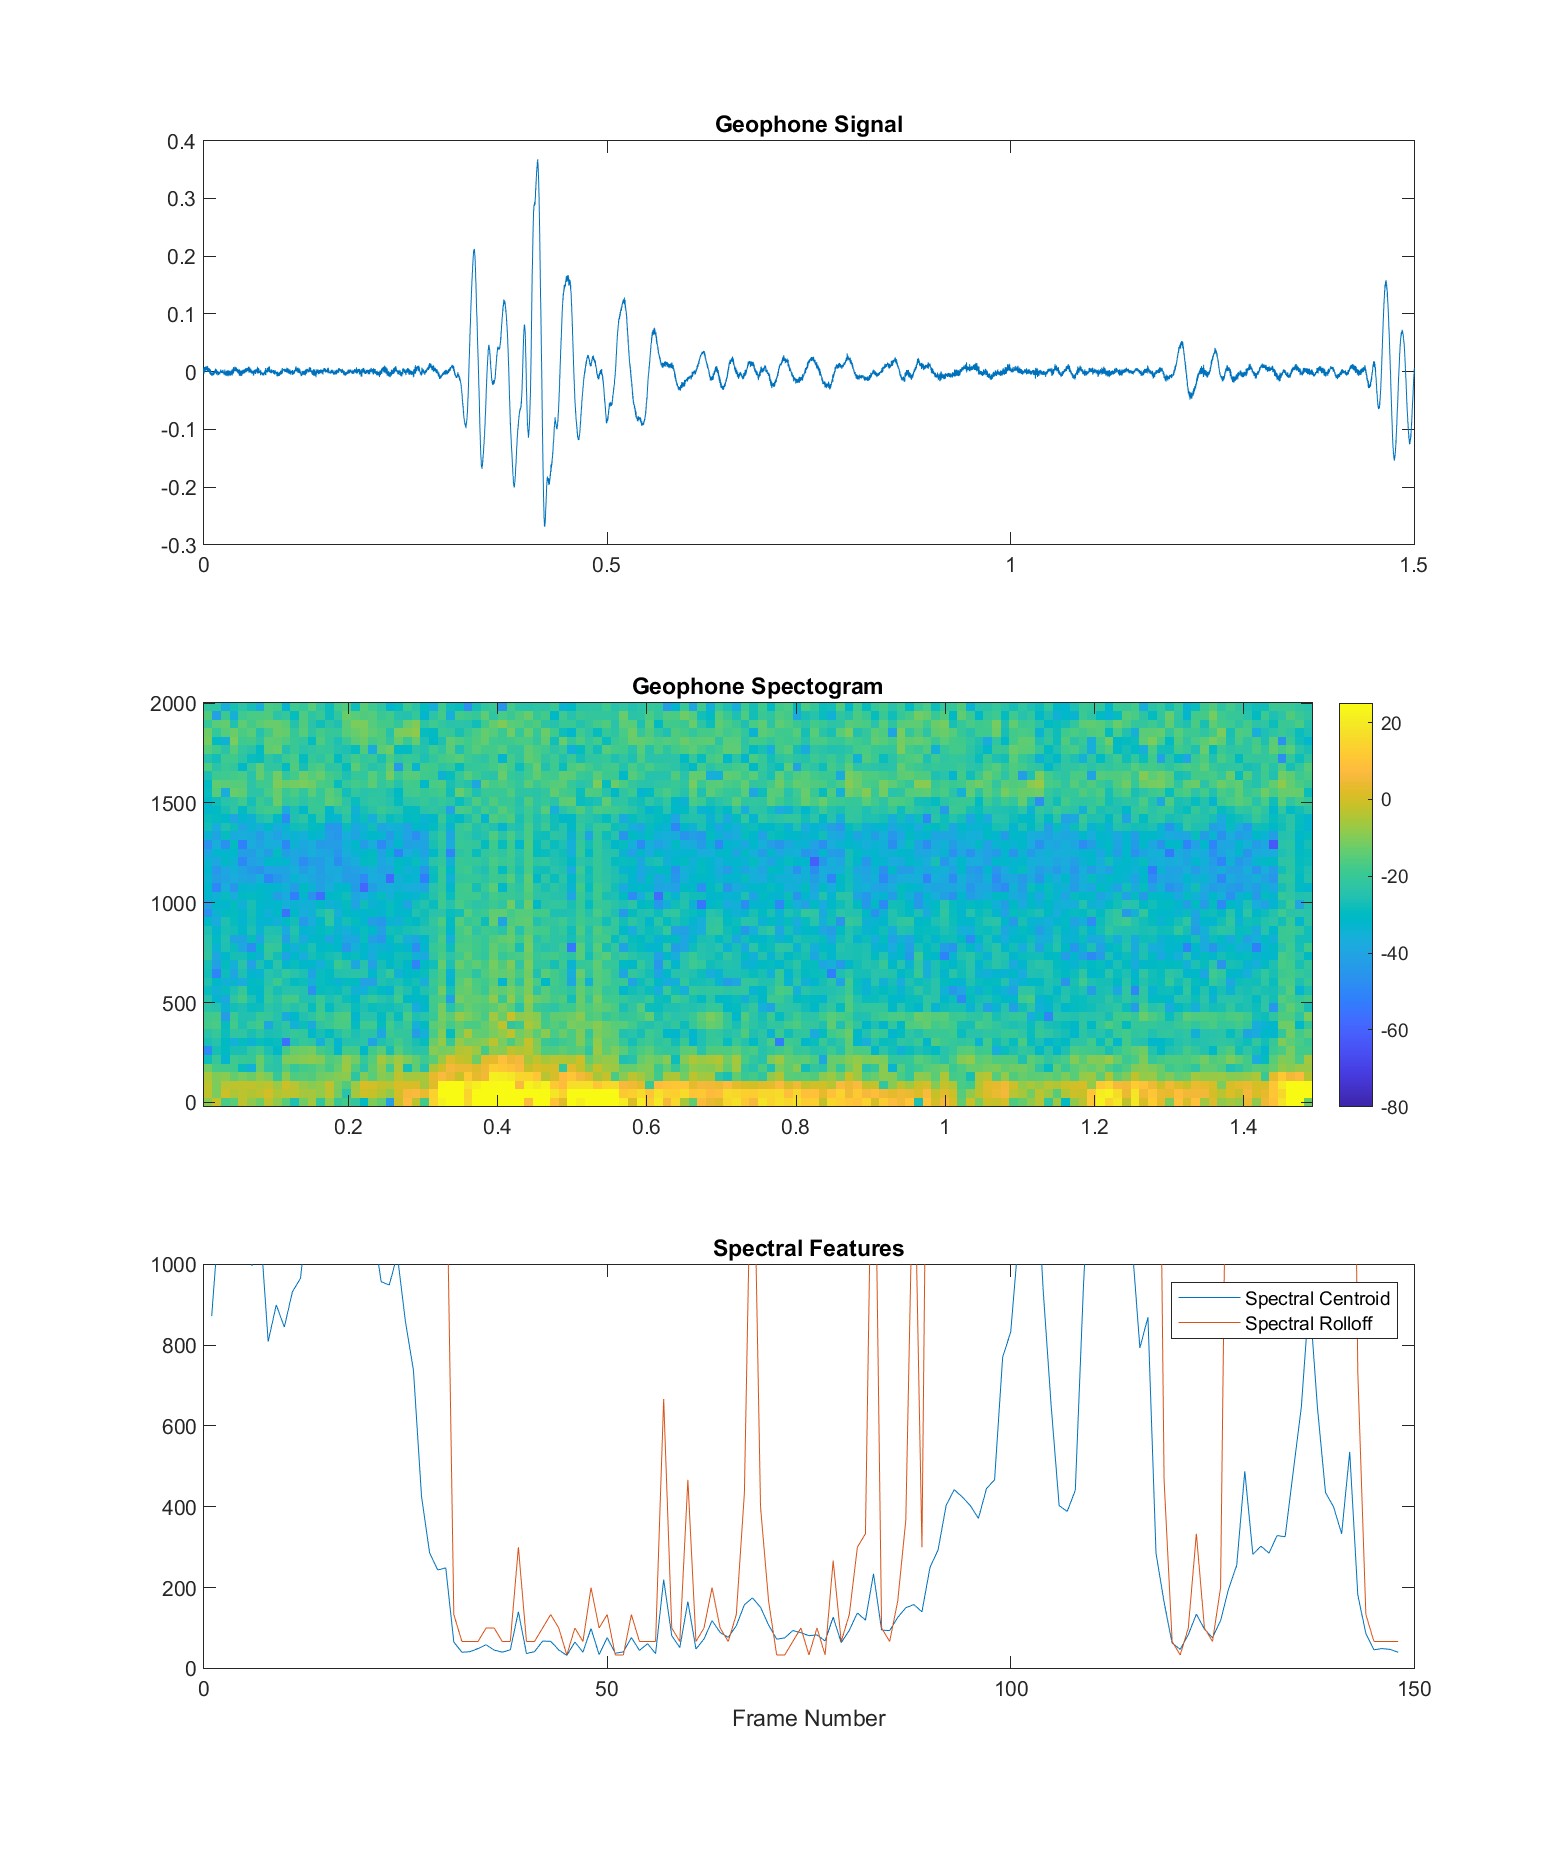 Geophone Signal
0.4
0.3
0.2
0.1
0
-0.1
-0.2
-0.3
0 0.5 1 1.5
Geophone Spectogram
2000
1500
1000
500
0
0.2 0.4 0.6 0.8 1 1.2 1.4
20
0
-20
-40
-60
-80
Spectral Features
1000
800
600
400
200
0
0 50 100 150
Spectral Centroid
Spectral Rolloff
Frame Number